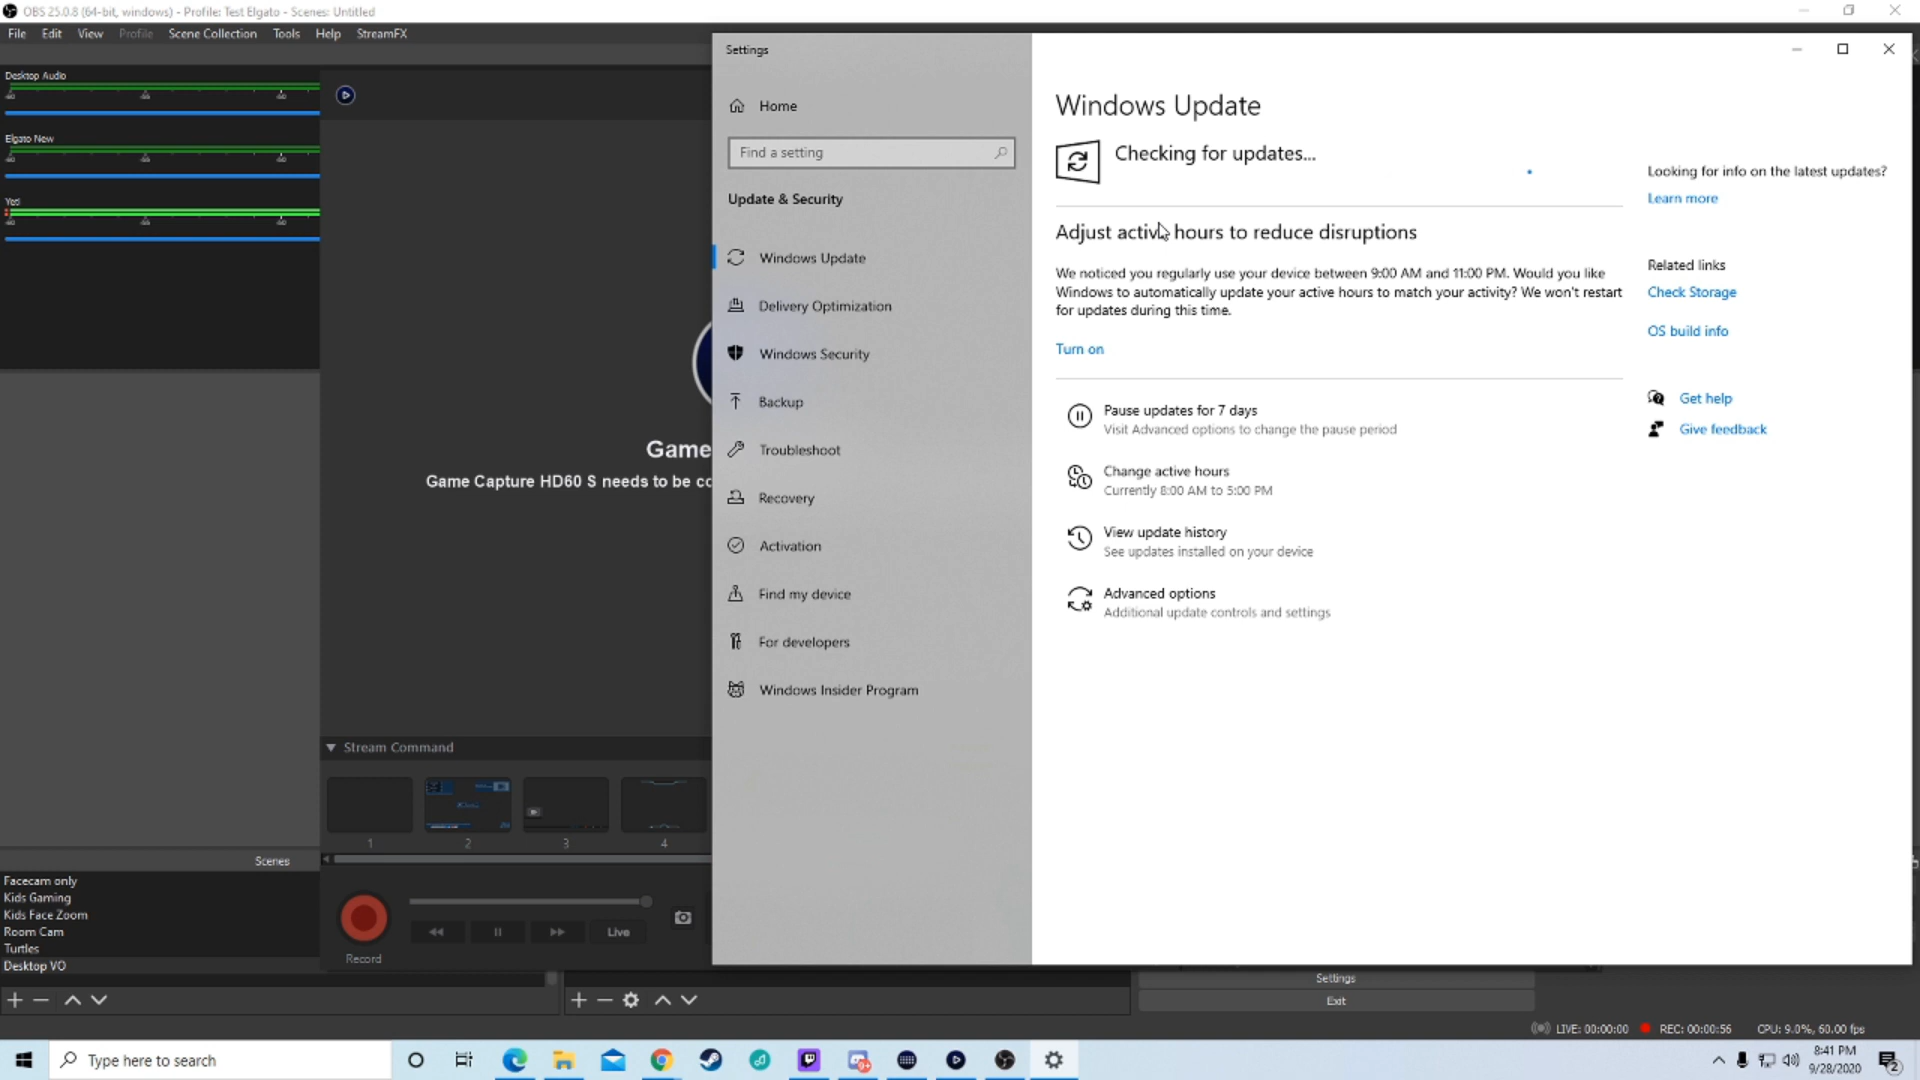 OBS 25.0.8 (64-bit, windows) - Profile: Test Elgato - Scenes: Untitled
File Edit View Profile Scene Collection Tools Help StreamFX
Desktop Audio
Elgato New
Yeti
Game
Game Capture HD60 S needs to be co
Stream Command
1 2 3 4
Record
Live
Scenes
Facecam only
Kids Gaming
Kids Face Zoom
Room Cam
Turtles
Desktop VO
Settings
Home
Find a setting
Update & Security
Windows Update
Delivery Optimization
Windows Security
Backup
Troubleshoot
Recovery
Activation
Find my device
For developers
Windows Insider Program
Windows Update
Checking for updates...
Adjust active hours to reduce disruptions
We noticed you regularly use your device between 9:00 AM and 11:00 PM. Would you like
Windows to automatically update your active hours to match your activity? We won't restart
for updates during this time.
Turn on
Pause updates for 7 days
Visit Advanced options to change the pause period
Change active hours
Currently 8:00 AM to 5:00 PM
View update history
See updates installed on your device
Advanced options
Additional update controls and settings
Looking for info on the latest updates?
Learn more
Related links
Check Storage
OS build info
Get help
Give feedback
Settings
Exit
LIVE: 00:00:00 REC: 00:00:56 CPU: 9.0%, 60.00 fps
Type here to search
8:41 PM
9/28/2020
2